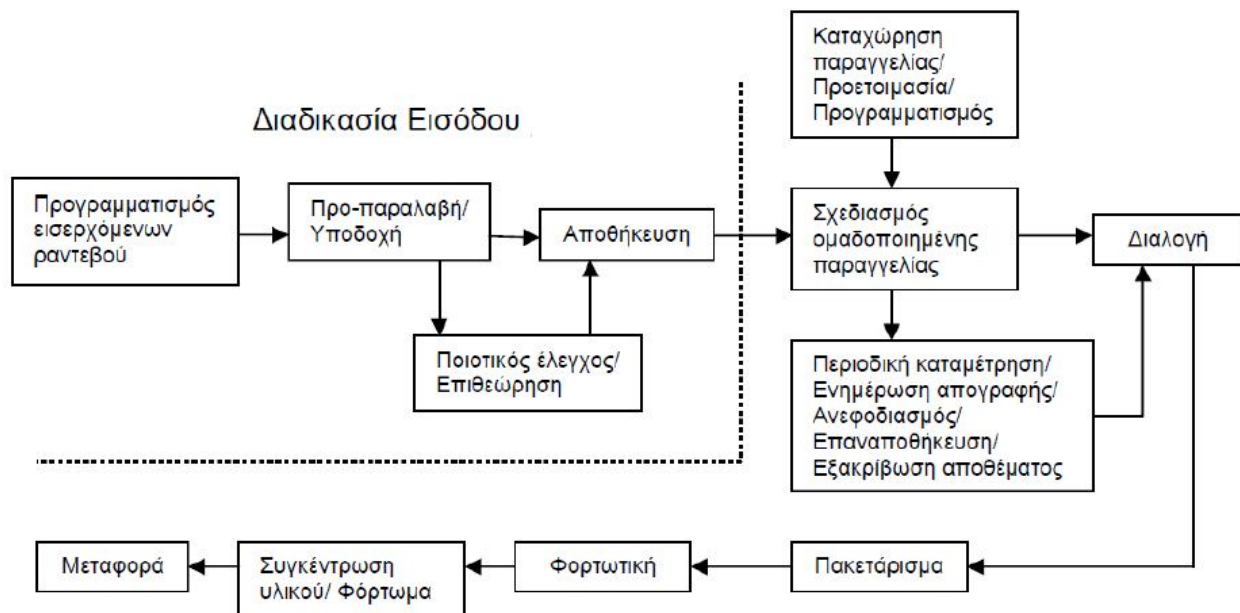 Διαδικασία Εισόδου
Προγραμματισμός
εισερχόμενων
ραντεβού
Προ-παραλαβή/
Υποδοχή
Αποθήκευση
Ποιοτικός έλεγχος/
Επιθεώρηση
Καταχώρηση
παραγγελίας/
Προετοιμασία/
Προγραμματισμός
Σχεδιασμός
ομαδοποιημένης
παραγγελίας
Διαλογή
Περιοδική καταμέτρηση/
Ενημέρωση απογραφής/
Ανεφοδιασμός/
Επαναποθήκευση/
Εξακρίβωση αποθέματος
Πακετάρισμα
Φορτωτική
Συγκέντρωση
υλικού/ Φόρτωμα
Μεταφορά